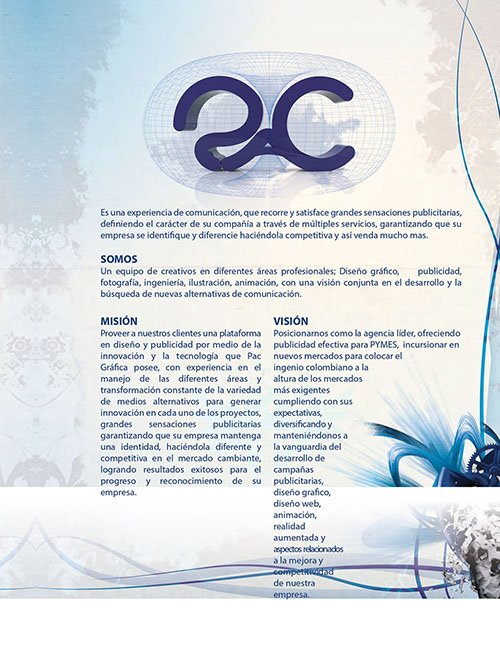 PAC
Es una experiencia de comunicación, que recorre y satisface grandes sensaciones publicitarias,
definiendo el carácter de su compañía a través de múltiples servicios, garantizando que su
empresa se identifique y diferencie haciéndola competitiva y así venda mucho mas.
SOMOS
Un equipo de creativos en diferentes áreas profesionales; Diseño gráfico, publicidad,
fotografía, ingeniería, ilustración, animación, con una visión conjunta en el desarrollo y la
búsqueda de nuevas alternativas de comunicación.
MISIÓN
Proveer a nuestros clientes una plataforma
en diseño y publicidad por medio de la
innovación y la tecnología que Pac
Gráfica posee, con experiencia en el
manejo de las diferentes áreas y
transformación constante de la variedad
de medios alternativos para generar
innovación en cada uno de los proyectos,
grandes sensaciones publicitarias
garantizando que su empresa mantenga
una identidad, haciéndola diferente y
competitiva en el mercado cambiante,
logrando resultados exitosos para el
progreso y reconocimiento de su
empresa.
VISIÓN
Posicionarnos como la agencia líder, ofreciendo
publicidad efectiva para PYMES, incursionar en
nuevos mercados para colocar el
ingenio colombiano a la
altura de los mercados
más exigentes
cumpliendo con sus
expectativas,
diversificando y
manteniéndonos a
la vanguardia del
desarrollo de
campañas
publicitarias,
diseño grafico,
diseño web,
animación,
realidad
aumentada y
aspectos relacionados
a la mejora y
competitividad
de nuestra
empresa.